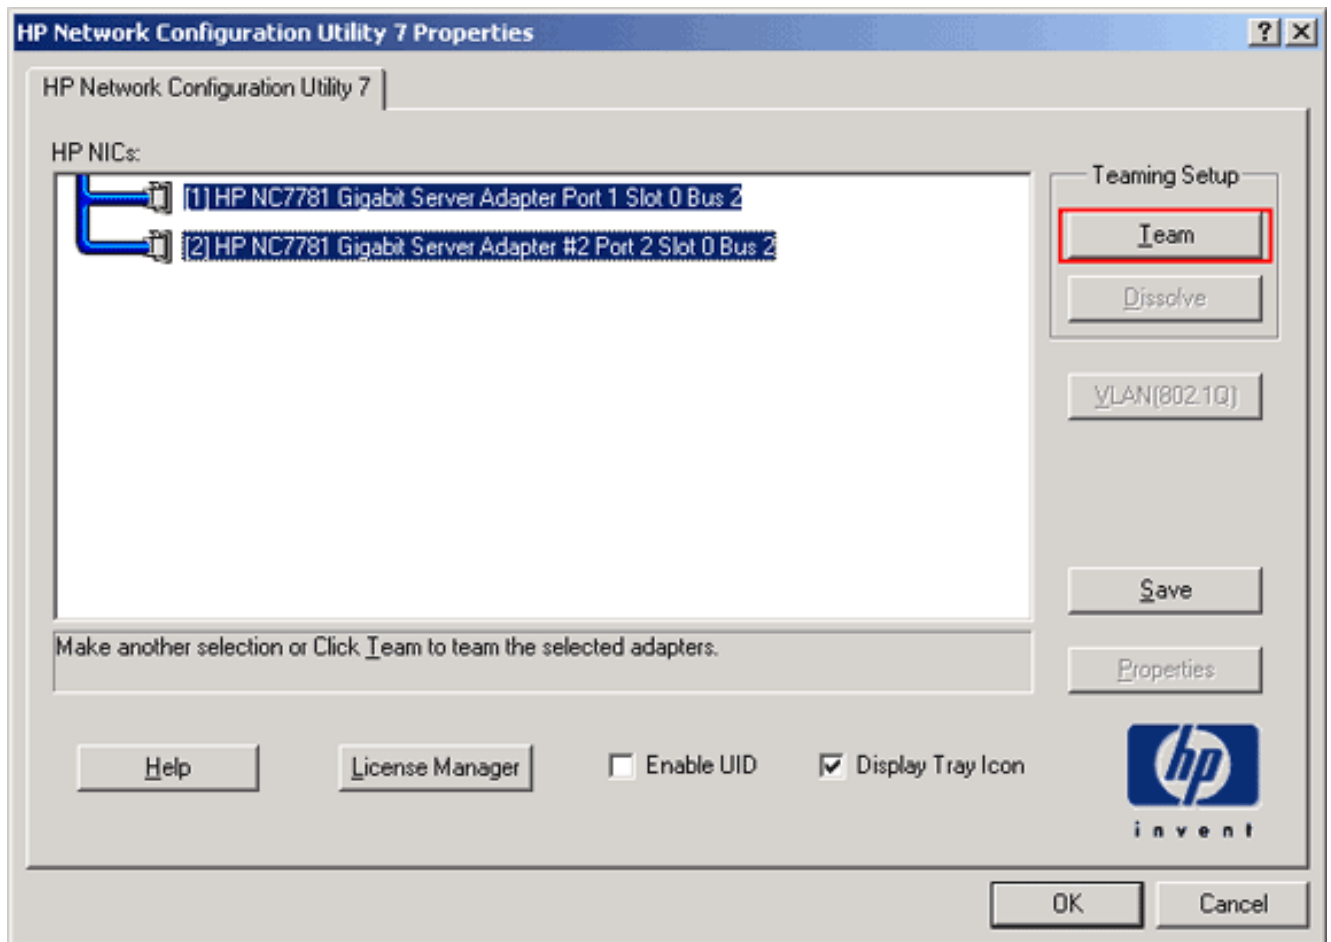 HP Network Configuration Utility 7 Properties
HP Network Configuration Utility 7
HP NICs:
[1] HP NC7781 Gigabit Server Adapter Port 1 Slot 0 Bus 2
[2] HP NC7781 Gigabit Server Adapter #2 Port 2 Slot 0 Bus 2
Teaming Setup
Team
Dissolve
VLAN(802.1Q)
Save
Make another selection or Click Team to team the selected adapters.
Properties
Help
License Manager
Enable UID
Display Tray Icon
hp
invent
OK
Cancel